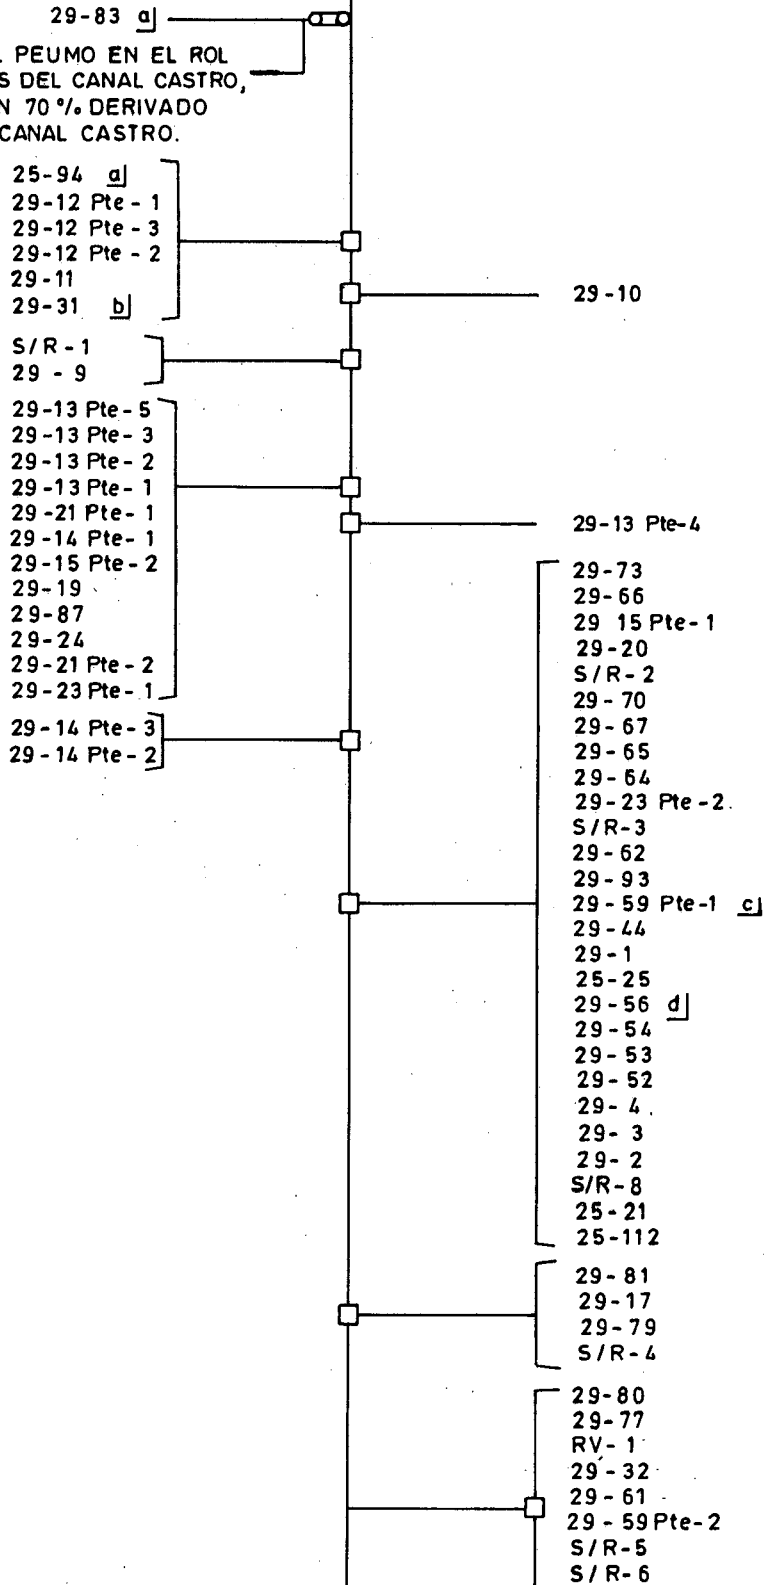 29-83 a
L PEUMO EN EL ROL
S DEL CANAL CASTRO,
N 70 % DERIVADO
CANAL CASTRO.
25-94 a
29-12 Pte - 1
29-12 Pte - 3
29-12 Pte - 2
29-11
29-31 b
29-10
S/R-1
29 - 9
29-13 Pte-5
29-13 Pte- 3
29-13 Pte- 2
29-13 Pte- 1
29-21 Pte- 1
29-14 Pte- 1
29-15 Pte-2
29-19
29-87
29-24
29-21 Pte-2
29-23 Pte-1
29-13 Pte-4
29-14 Pte-3
29-14 Pte-2
29-73
29-66
29 15 Pte-1
29-20
S/R-2
29-70
29-67
29-65
29-64
29-23 Pte-2
S/R-3
29-62
29-93
29-59 Pte-1 c
29-44
29-1
25-25
29-56 d
29-54
29-53
29-52
29-4
29-3
29-2
S/R-8
25-21
25-112
29-81
29-17
29-79
S/R-4
29-80
29-77
RV-1
29-32
29-61
29-59 Pte-2
S/R-5
S/R-6